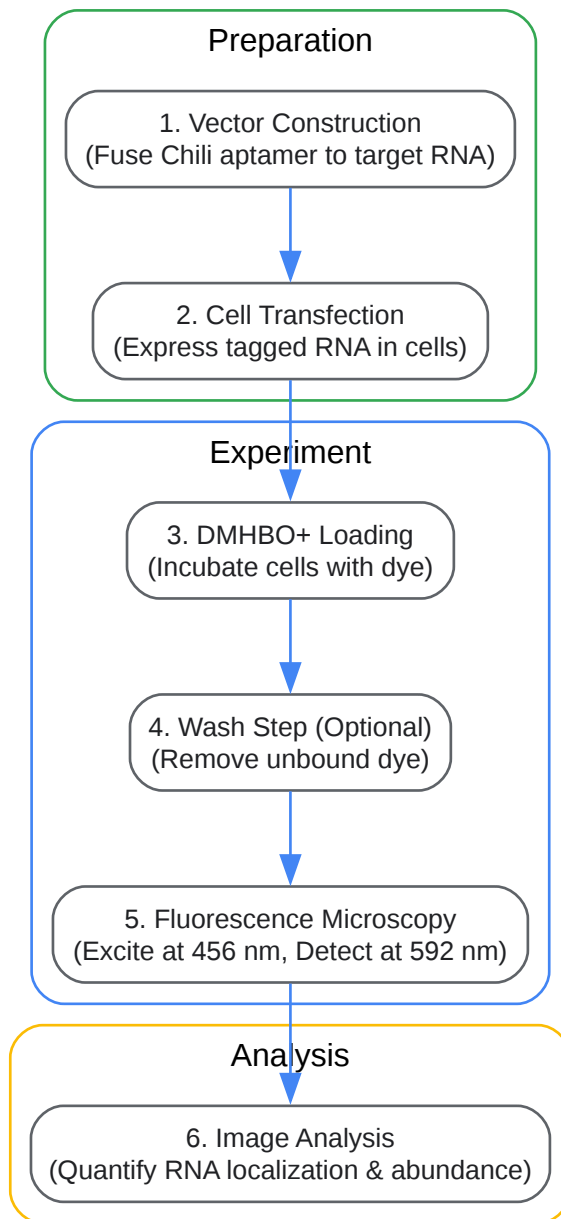 Preparation
1. Vector Construction
(Fuse Chili aptamer to target RNA)
2. Cell Transfection
(Express tagged RNA in cells)
Experiment
3. DMHBO+ Loading
(Incubate cells with dye)
4. Wash Step (Optional)
(Remove unbound dye)
5. Fluorescence Microscopy
(Excite at 456 nm, Detect at 592 nm)
Analysis
6. Image Analysis
(Quantify RNA localization & abundance)